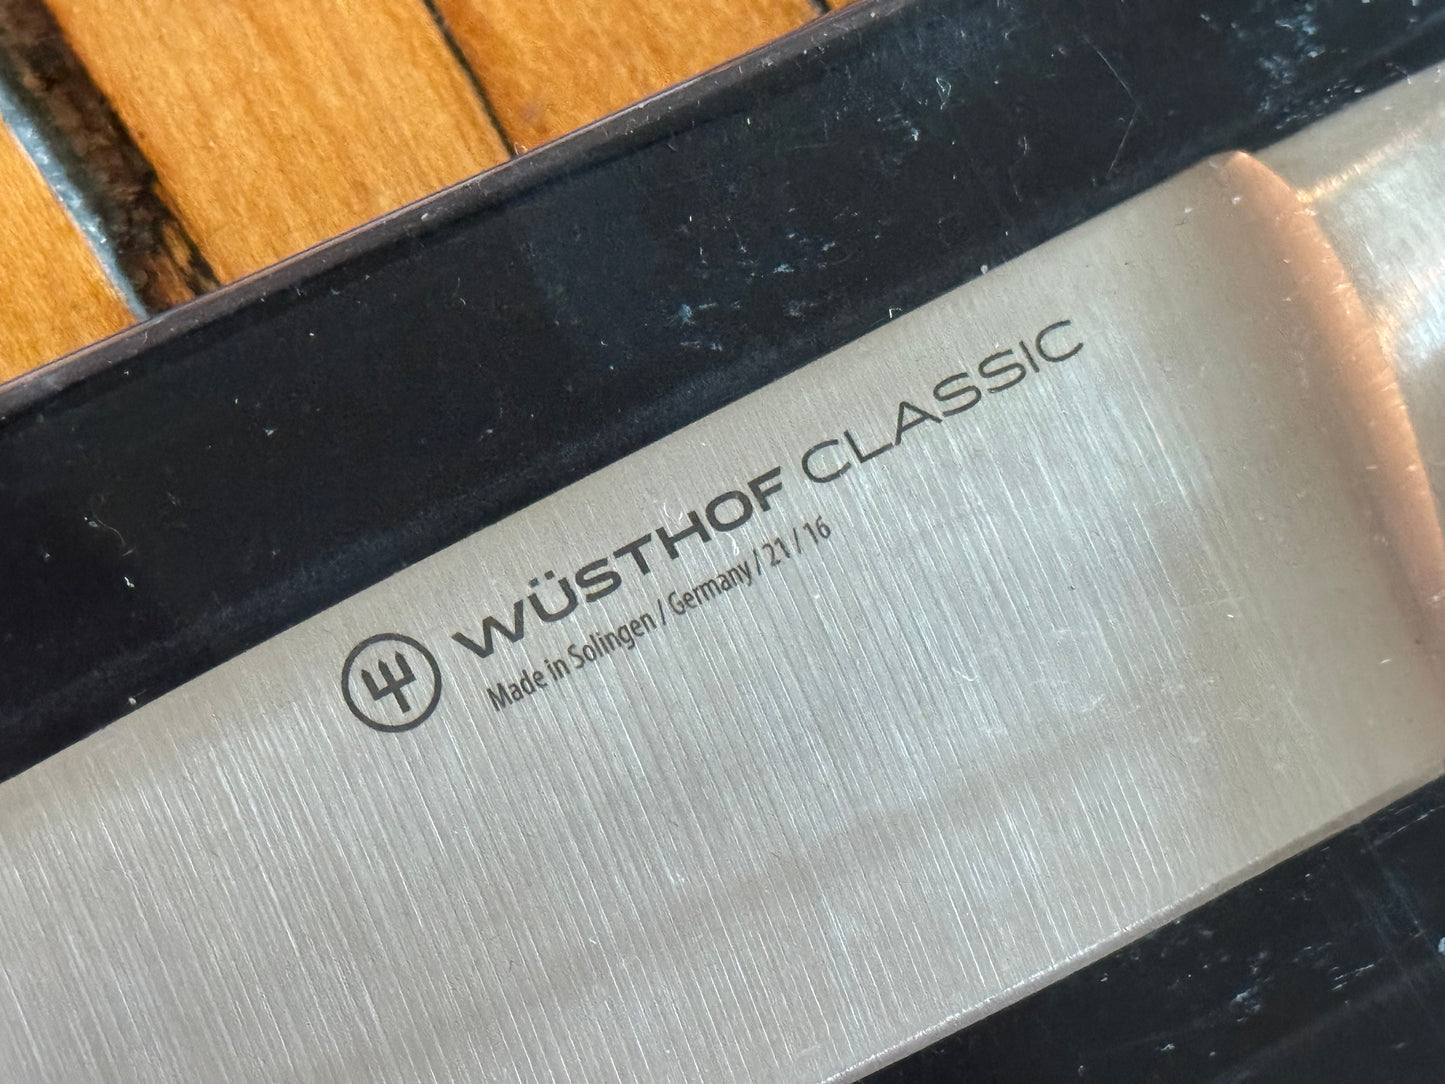 WÜSTHOF CLASSIC
Made in Solingen / Germany / 21 / 16